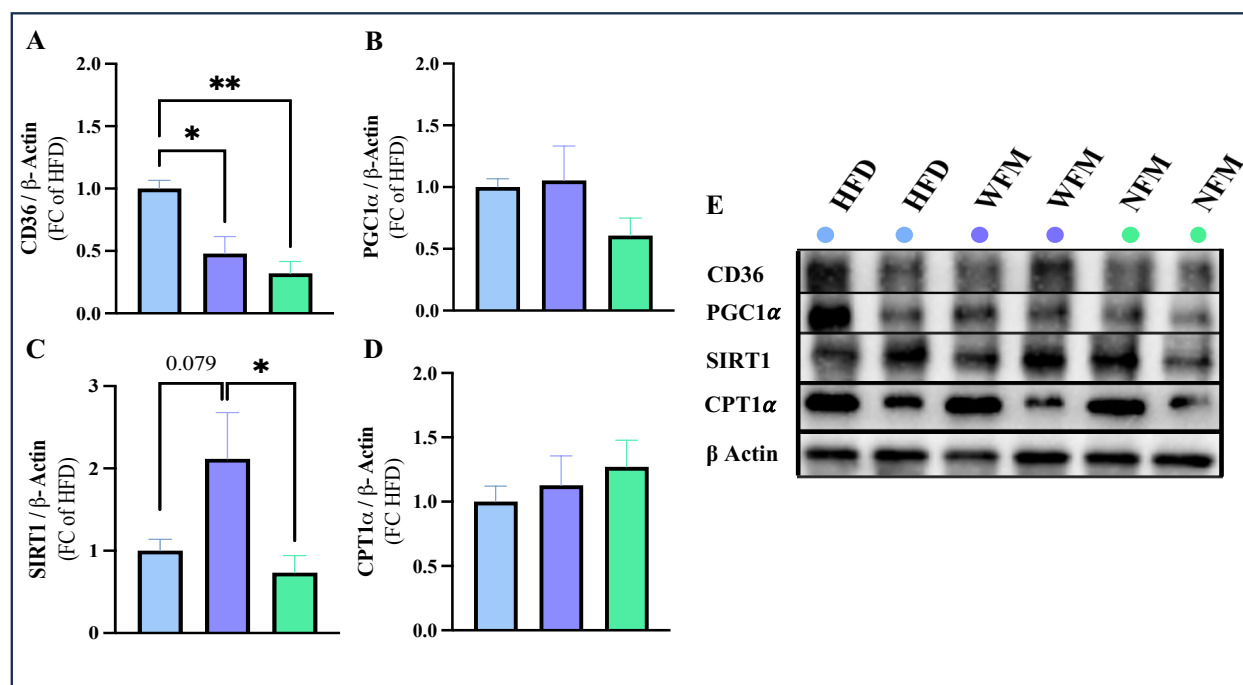 A
CD36 / β- Actin
(FC of HFD)
2.0
1.5
1.0
0.5
0.0
**
*
B
PGC1α / β-Actin
(FC of HFD)
2.0
1.5
1.0
0.5
0.0
C
SIRT1 / β- Actin
(FC of HFD)
3
2
1
0
0.079
*
D
CPT1α / β- Actin
(FC HFD)
2.0
1.5
1.0
0.5
0.0
E
HFD
HFD
WFM
WFM
NFM
NFM
CD36
PGC1α
SIRT1
CPT1α
β Actin